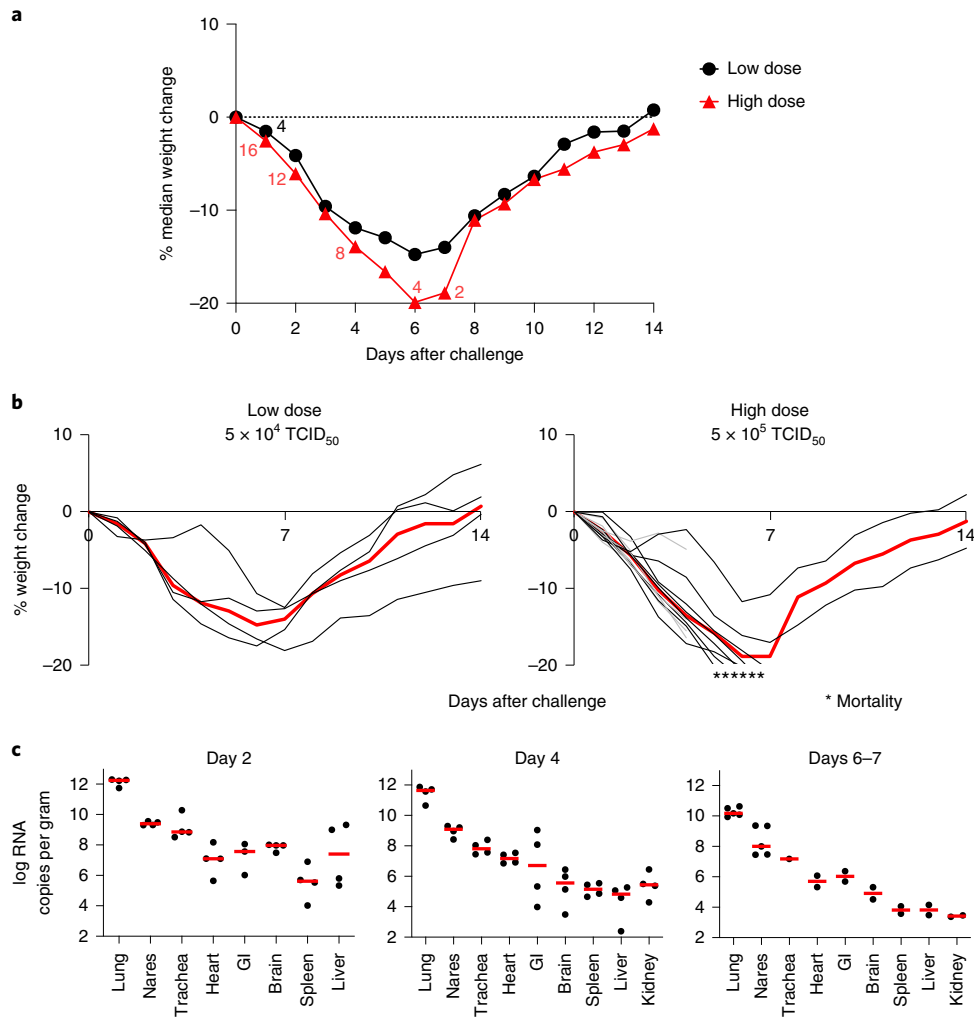 a
10
0
–10
–20
% median weight change
4
16
12
8
4
2
Low dose
High dose
0 2 4 6 8 10 12 14
Days after challenge
b
Low dose
5 × 10⁴ TCID₅₀
High dose
5 × 10⁵ TCID₅₀
% weight change
10
0
–10
–20
0 7 14
10
0
–10
–20
0 7 14
******
Days after challenge
* Mortality
c
Day 2
Day 4
Days 6–7
log RNA
copies per gram
12
10
8
6
4
2
Lung Nares Trachea Heart GI Brain Spleen Liver
12
10
8
6
4
2
Lung Nares Trachea Heart GI Brain Spleen Liver Kidney
12
10
8
6
4
2
Lung Nares Trachea Heart GI Brain Spleen Liver Kidney